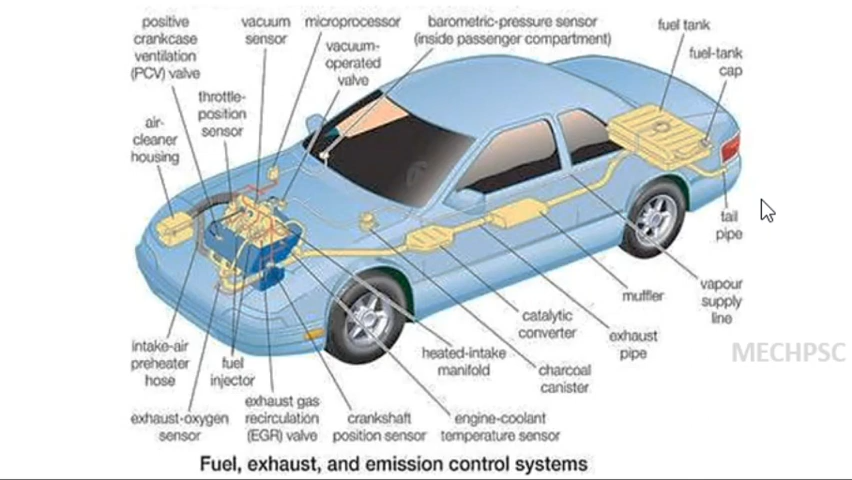 positive
crankcase
ventilation
(PCV) valve
vacuum
sensor
microprocessor
vacuum-
operated
valve
barometric-pressure sensor
(inside passenger compartment)
fuel tank
fuel-tank
cap
throttle-
position
sensor
air-
cleaner
housing
tail
pipe
vapour
supply
line
muffler
exhaust
pipe
catalytic
converter
charcoal
canister
heated-intake
manifold
intake-air
preheater
hose
fuel
injector
exhaust-oxygen
sensor
exhaust gas
recirculation
(EGR) valve
crankshaft
position sensor
engine-coolant
temperature sensor
MECHPSC
Fuel, exhaust, and emission control systems